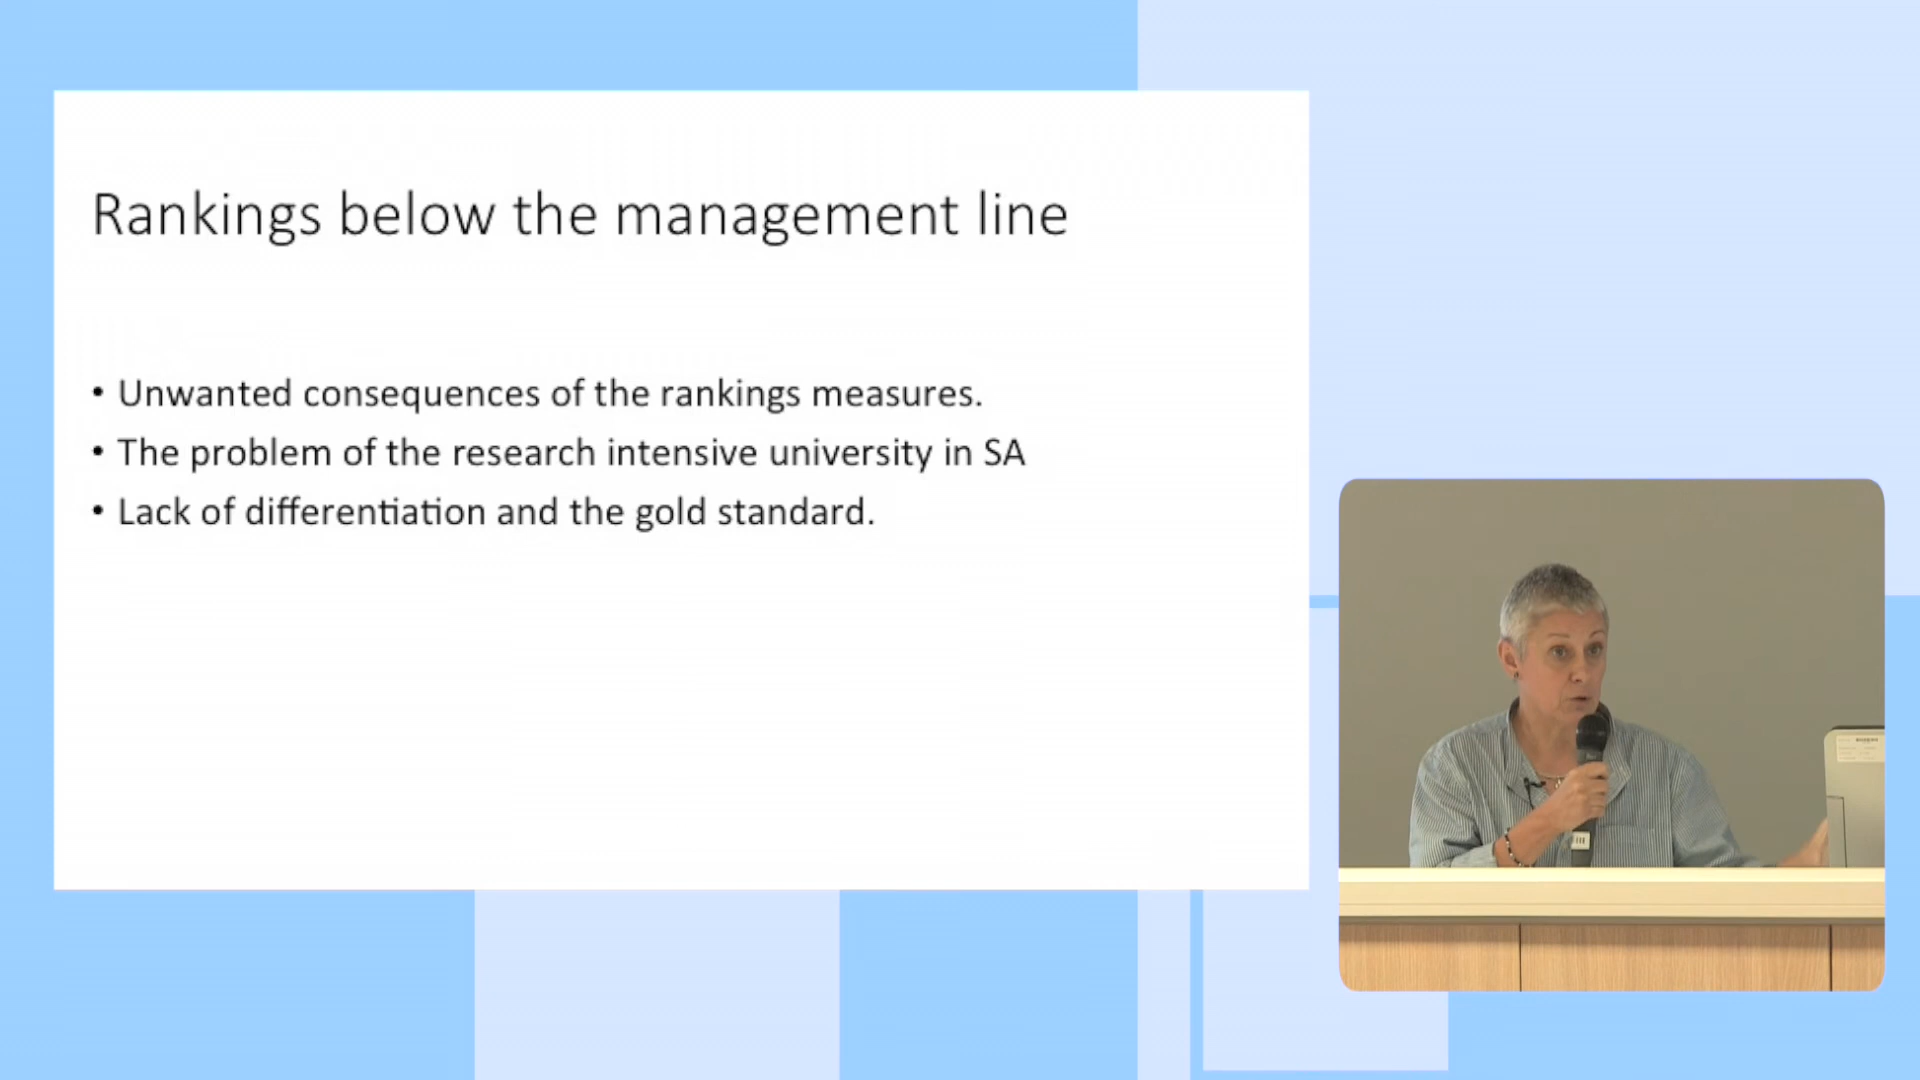 Rankings below the management line
• Unwanted consequences of the rankings measures.
• The problem of the research intensive university in SA
• Lack of differentiation and the gold standard.